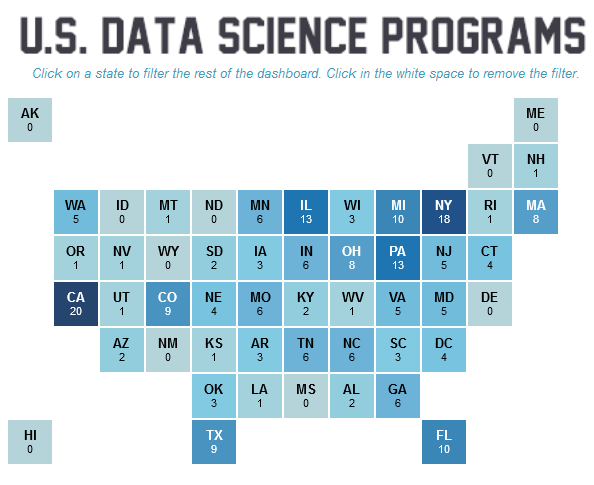 U.S. DATA SCIENCE PROGRAMS
Click on a state to filter the rest of the dashboard. Click in the white space to remove the filter.
AK ME
0 0
VT NH
0 1
WA ID MT ND MN IL WI MI NY RI MA
5 0 1 0 6 13 3 10 18 1 8
OR NV WY SD IA IN OH PA NJ CT
1 1 0 2 3 6 8 13 5 4
CA UT CO NE MO KY WV VA MD DE
20 1 9 4 6 2 1 5 5 0
AZ NM KS AR TN NC SC DC
2 0 1 3 6 6 3 4
OK LA MS AL GA
3 1 0 2 6
HI TX FL
0 9 10